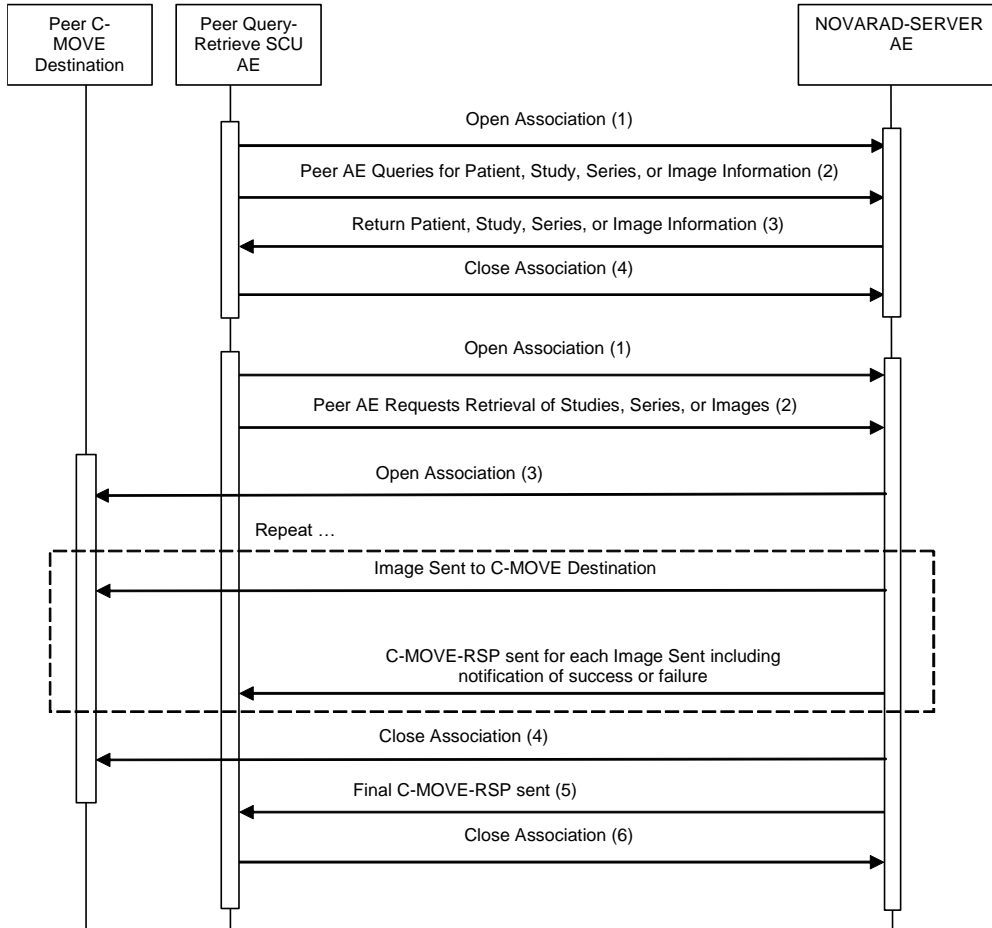 Peer C-
MOVE
Destination
Peer Query-
Retrieve SCU
AE
NOVARAD-SERVER
AE
Open Association (1)
Peer AE Queries for Patient, Study, Series, or Image Information (2)
Return Patient, Study, Series, or Image Information (3)
Close Association (4)
Open Association (1)
Peer AE Requests Retrieval of Studies, Series, or Images (2)
Open Association (3)
Repeat …
Image Sent to C-MOVE Destination
C-MOVE-RSP sent for each Image Sent including
notification of success or failure
Close Association (4)
Final C-MOVE-RSP sent (5)
Close Association (6)